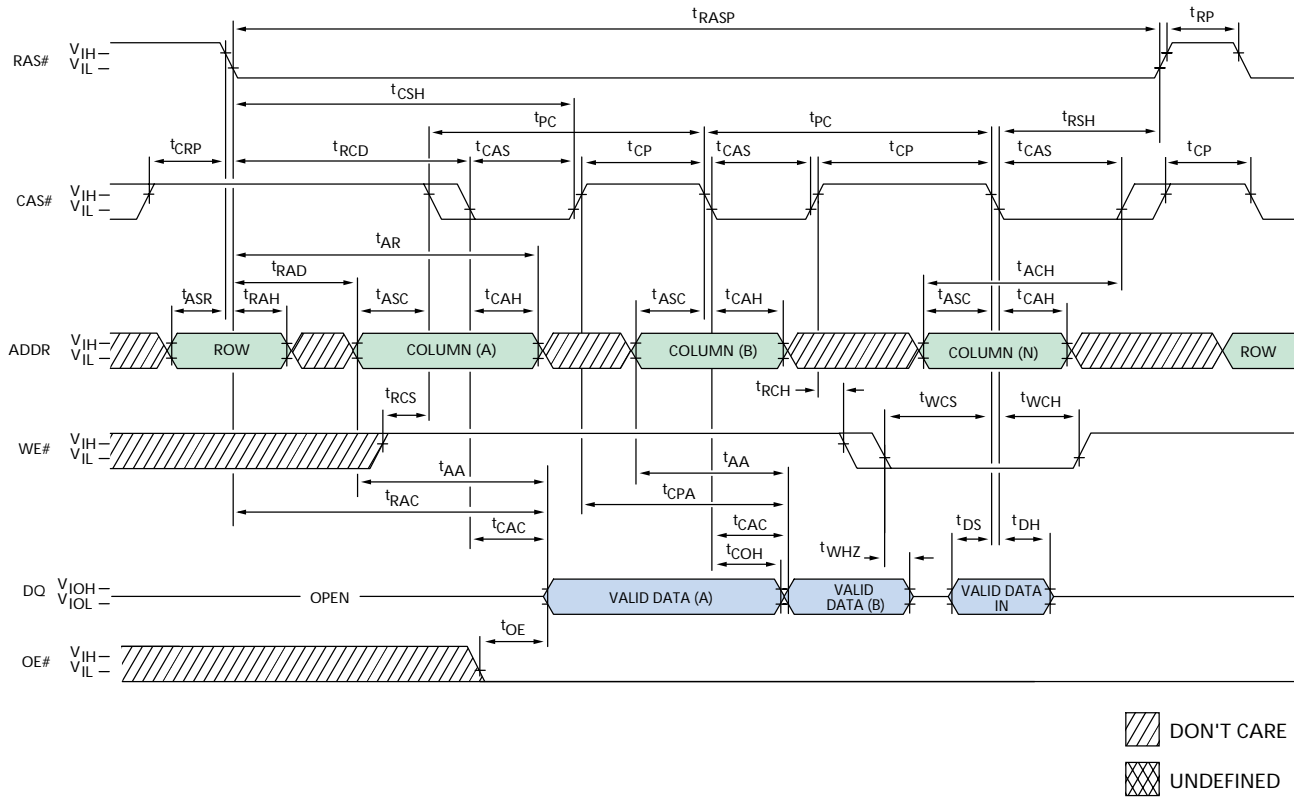 tRASP tRP
RAS# VIH
VIL
tCSH
tPC tPC tRSH
tCRP tRCD tCAS tCP tCAS tCP tCAS tCP
CAS# VIH
VIL
tAR
tRAD tACH
tASR tRAH tASC tCAH tASC tCAH tASC tCAH
ADDR VIH
VIL
ROW COLUMN (A) COLUMN (B) COLUMN (N) ROW
tRCS tRCH tWCS tWCH
WE# VIH
VIL
tAA tAA
tRAC tCPA
tCAC tCAC tDS tDH
tCOH tWHZ
DQ VIOH
VIOL
OPEN VALID DATA (A) VALID DATA (B) VALID DATA IN
tOE
OE# VIH
VIL
DON'T CARE
UNDEFINED